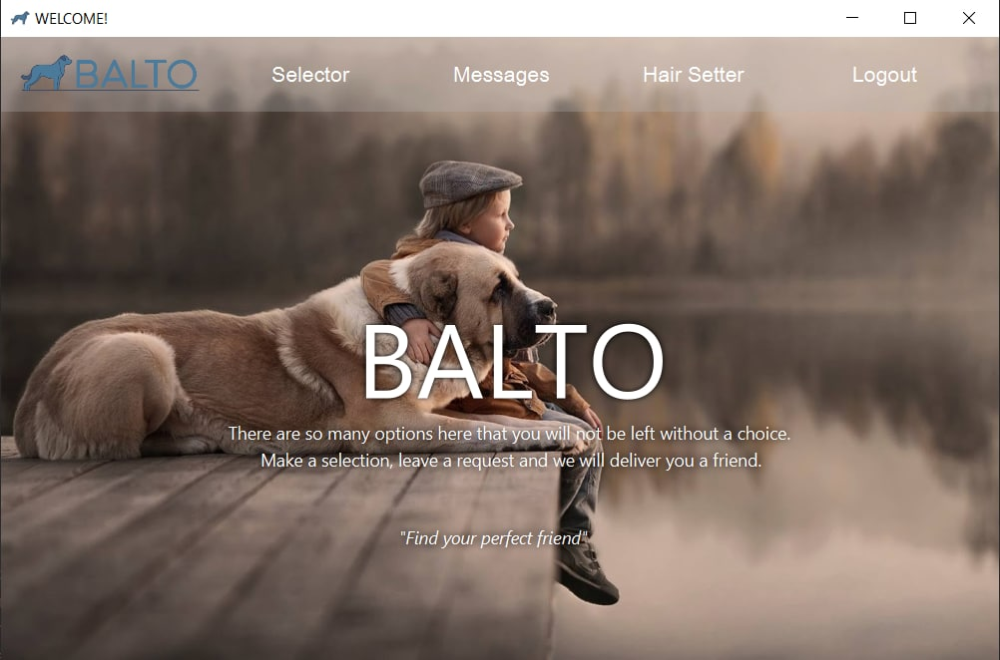 WELCOME!
BALTO
Selector
Messages
Hair Setter
Logout
BALTO
There are so many options here that you will not be left without a choice.
Make a selection, leave a request and we will deliver you a friend.
"Find your perfect friend"